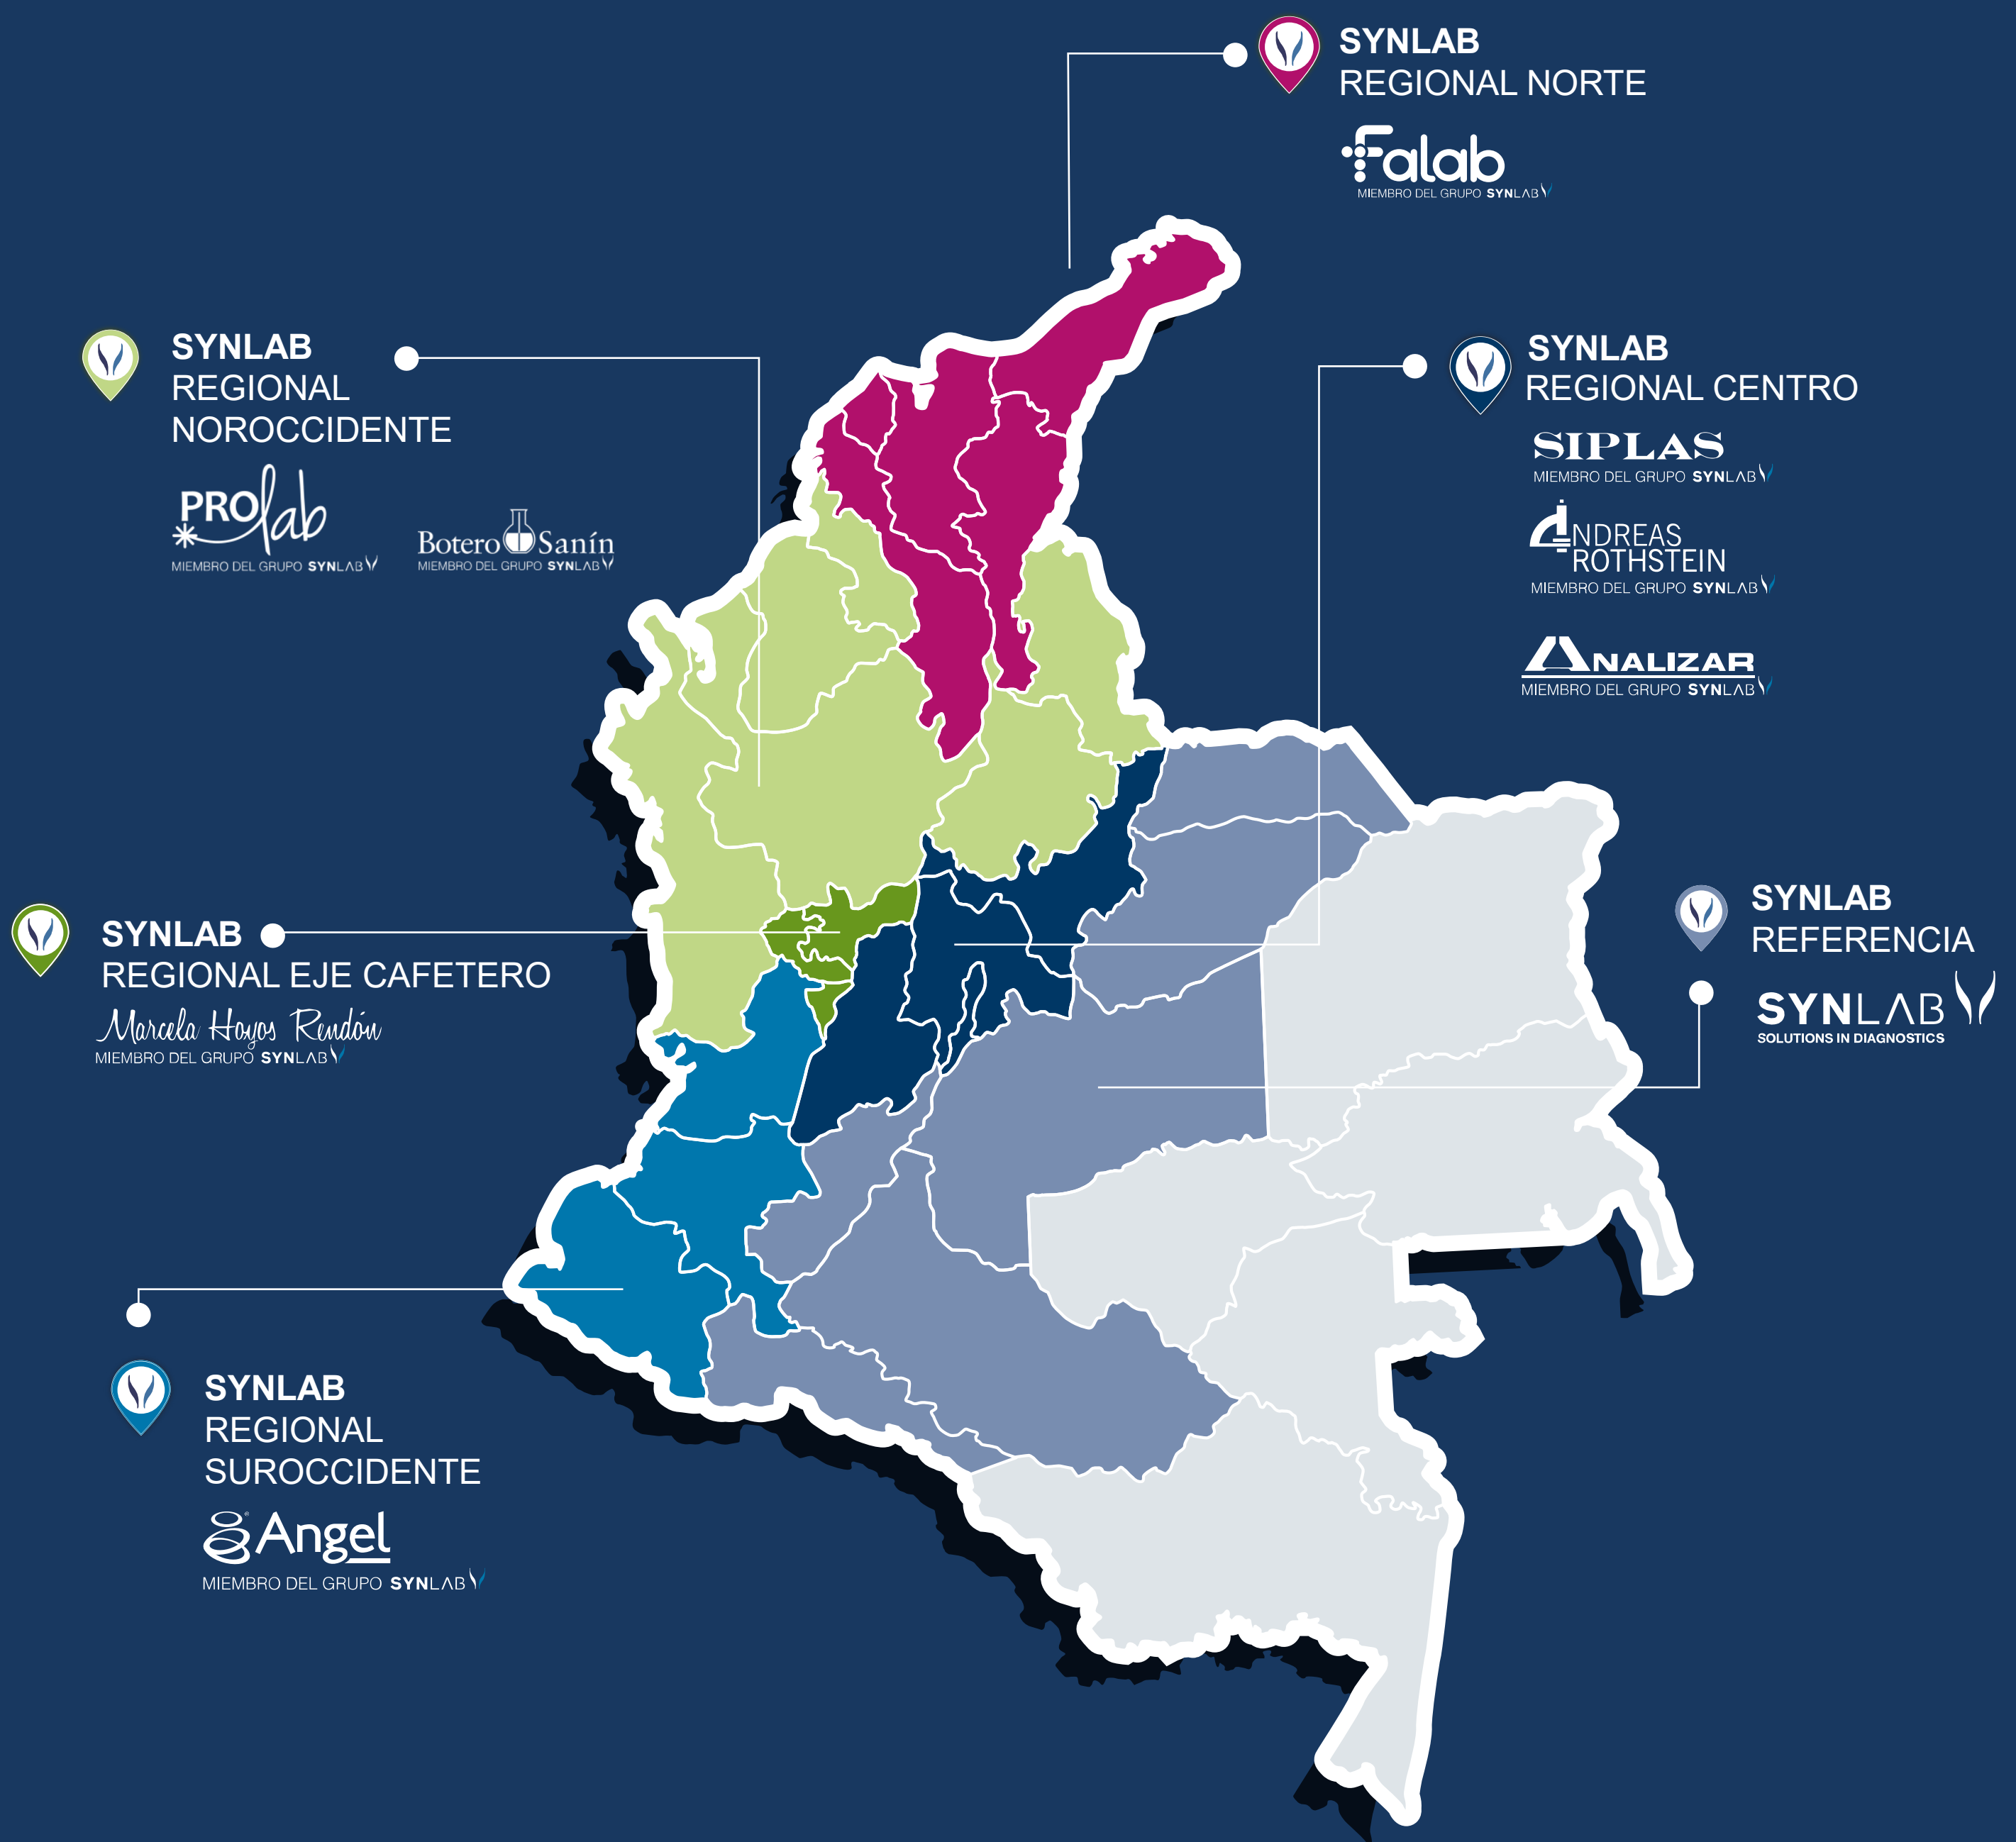 SYNLAB
REGIONAL NORTE
Falab
MIEMBRO DEL GRUPO SYNLAB
SYNLAB
REGIONAL
NOROCCIDENTE
PROlab
MIEMBRO DEL GRUPO SYNLAB
Botero Sanín
MIEMBRO DEL GRUPO SYNLAB
SYNLAB
REGIONAL CENTRO
SIPLAS
MIEMBRO DEL GRUPO SYNLAB
ANDREAS
ROTHSTEIN
MIEMBRO DEL GRUPO SYNLAB
ANALIZAR
MIEMBRO DEL GRUPO SYNLAB
SYNLAB
REGIONAL EJE CAFETERO
Marcela Hoyos Rendón
MIEMBRO DEL GRUPO SYNLAB
SYNLAB
REFERENCIA
SYNLAB
SOLUTIONS IN DIAGNOSTICS
SYNLAB
REGIONAL
SUROCCIDENTE
Angel
MIEMBRO DEL GRUPO SYNLAB